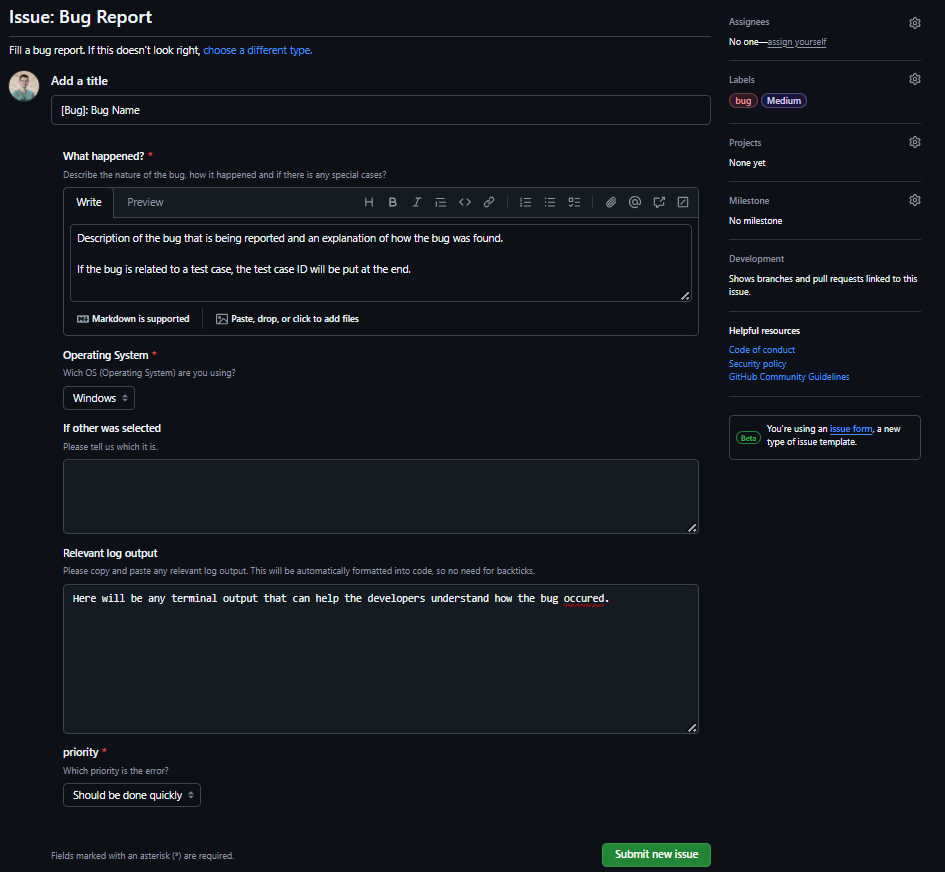 Issue: Bug Report
Fill a bug report. If this doesn't look right, choose a different type.
Add a title
[Bug]: Bug Name
What happened? *
Describe the nature of the bug, how it happened and if there is any special cases?
Write Preview
Description of the bug that is being reported and an explanation of how the bug was found.
If the bug is related to a test case, the test case ID will be put at the end.
Markdown is supported
Paste, drop, or click to add files
Operating System *
Wich OS (Operating System) are you using?
Windows
If other was selected
Please tell us which it is.
Relevant log output
Please copy and paste any relevant log output. This will be automatically formatted into code, so no need for backticks.
Here will be any terminal output that can help the developers understand how the bug occured.
priority *
Which priority is the error?
Should be done quickly
Fields marked with an asterisk (*) are required.
Submit new issue
Assignees
No one—assign yourself
Labels
bug Medium
Projects
None yet
Milestone
No milestone
Development
Shows branches and pull requests linked to this
issue.
Helpful resources
Code of conduct
Security policy
GitHub Community Guidelines
Beta
You're using an issue form, a new
type of issue template.